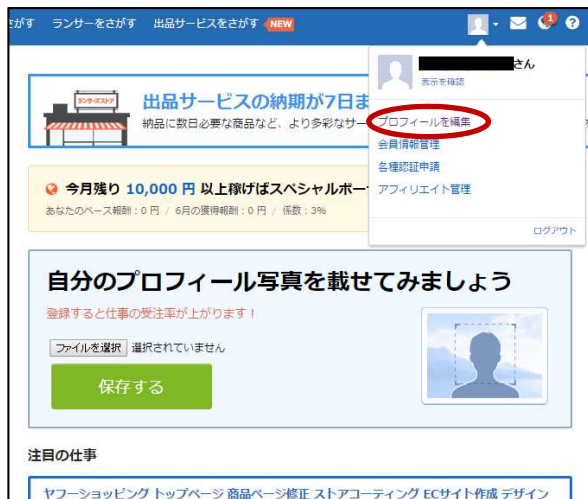 さがす ランサーをさがす 出品サービスをさがす NEW
さん
表示を確認
プロフィールを編集
会員情報管理
各種認証申請
アフィリエイト管理
ログアウト
ランサーズストア
出品サービスの納期が7日ま
納品に数日必要な商品など、より多彩なサー
今月残り 10,000 円 以上稼げばスペシャルボー
あなたのベース報酬：0 円 / 6月の獲得報酬：0 円 / 係数：3%
自分のプロフィール写真を載せてみましょう
登録すると仕事の受注率が上がります！
ファイルを選択 選択されていません
保存する
注目の仕事
ヤフーショッピング トップページ 商品ページ修正 ストアコーティング ECサイト作成 デザイン